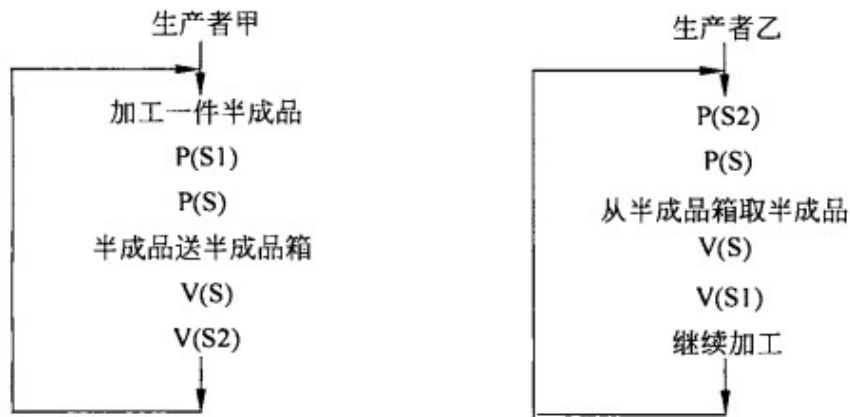 生产者甲
加工一件半成品
P(S1)
P(S)
半成品送半成品箱
V(S)
V(S2)
生产者乙
P(S2)
P(S)
从半成品箱取半成品
V(S)
V(S1)
继续加工